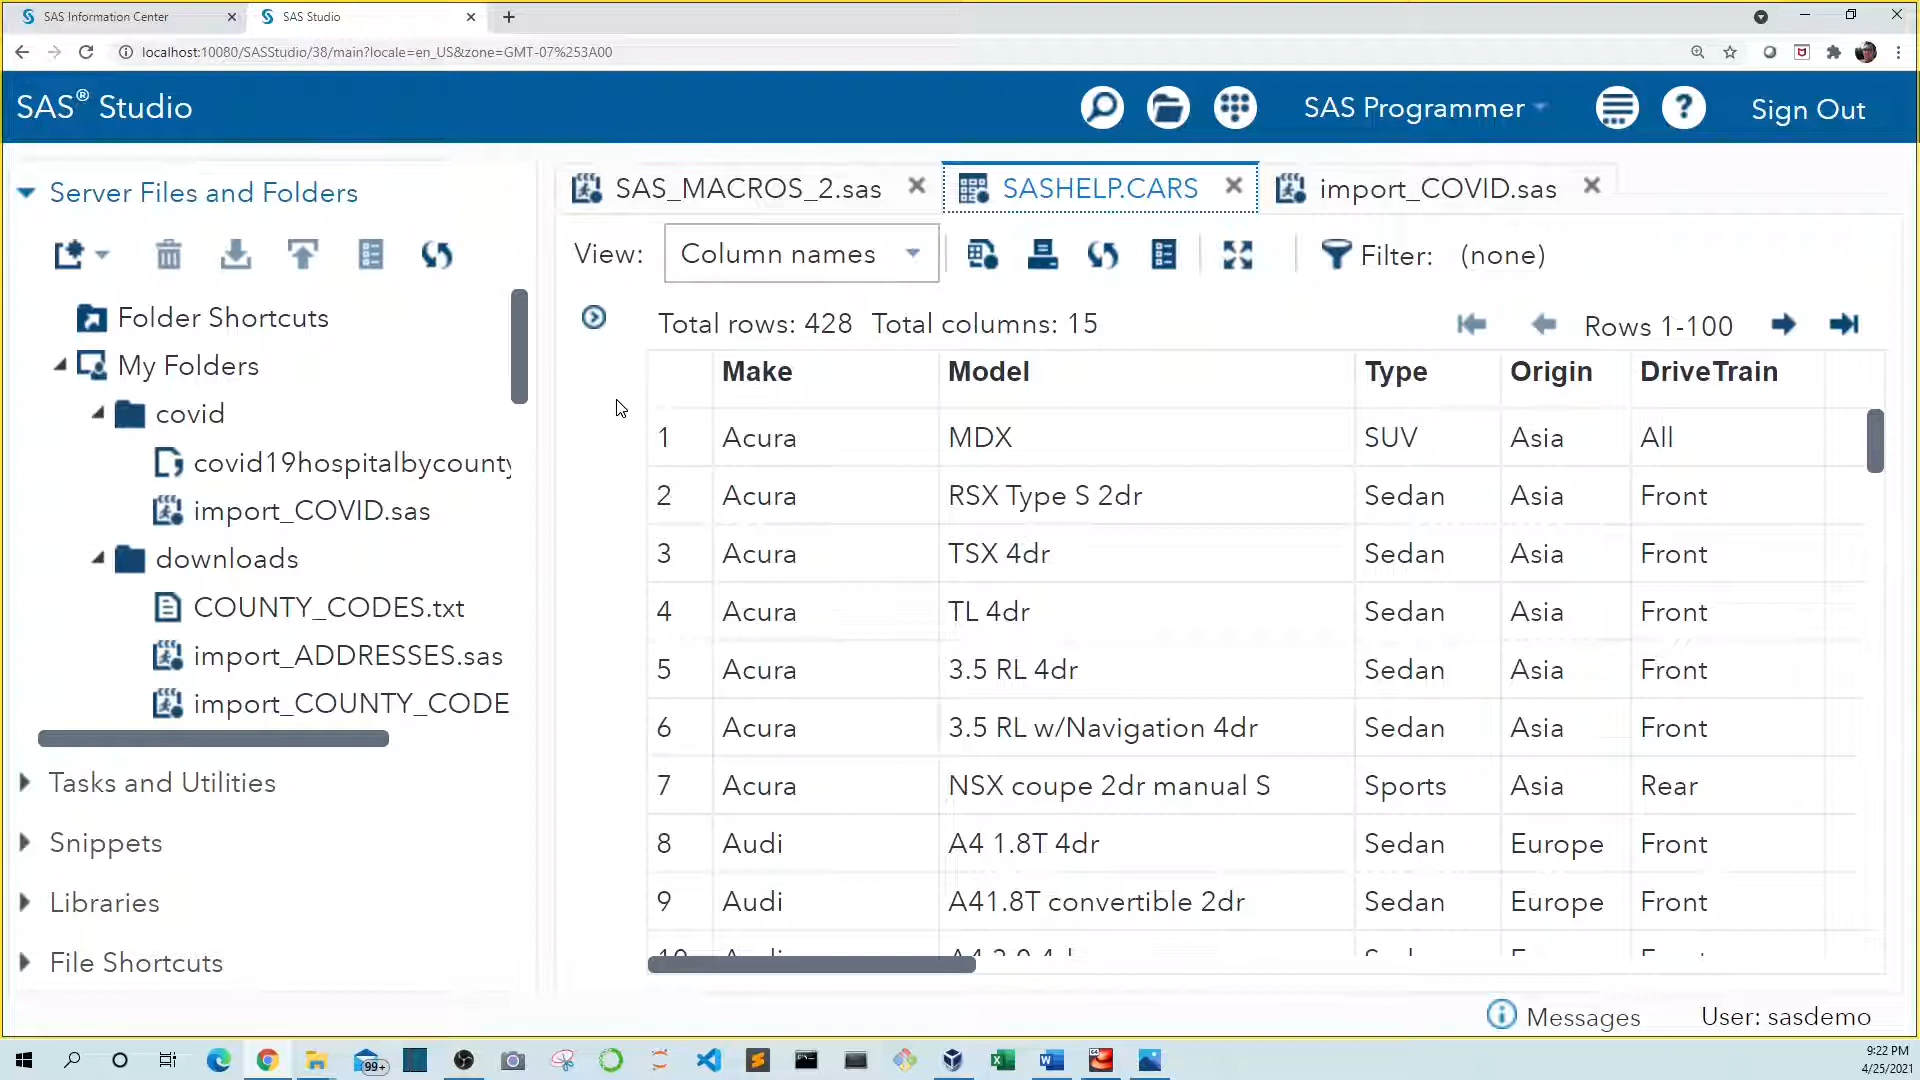 SAS Information Center
SAS Studio
localhost:10080/SASStudio/38/main?locale=en_US&zone=GMT-07%253A00
SAS® Studio
SAS Programmer
Sign Out
Server Files and Folders
Folder Shortcuts
My Folders
covid
covid19hospitalbycounty
import_COVID.sas
downloads
COUNTY_CODES.txt
import_ADDRESSES.sas
import_COUNTY_CODE
Tasks and Utilities
Snippets
Libraries
File Shortcuts
SAS_MACROS_2.sas
SASHELP.CARS
import_COVID.sas
View: Column names
Filter: (none)
Total rows: 428 Total columns: 15
Rows 1-100
Make Model Type Origin DriveTrain
1 Acura MDX SUV Asia All
2 Acura RSX Type S 2dr Sedan Asia Front
3 Acura TSX 4dr Sedan Asia Front
4 Acura TL 4dr Sedan Asia Front
5 Acura 3.5 RL 4dr Sedan Asia Front
6 Acura 3.5 RL w/Navigation 4dr Sedan Asia Front
7 Acura NSX coupe 2dr manual S Sports Asia Rear
8 Audi A4 1.8T 4dr Sedan Europe Front
9 Audi A41.8T convertible 2dr Sedan Europe Front
Messages
User: sasdemo
99+
9:22 PM
4/25/2021